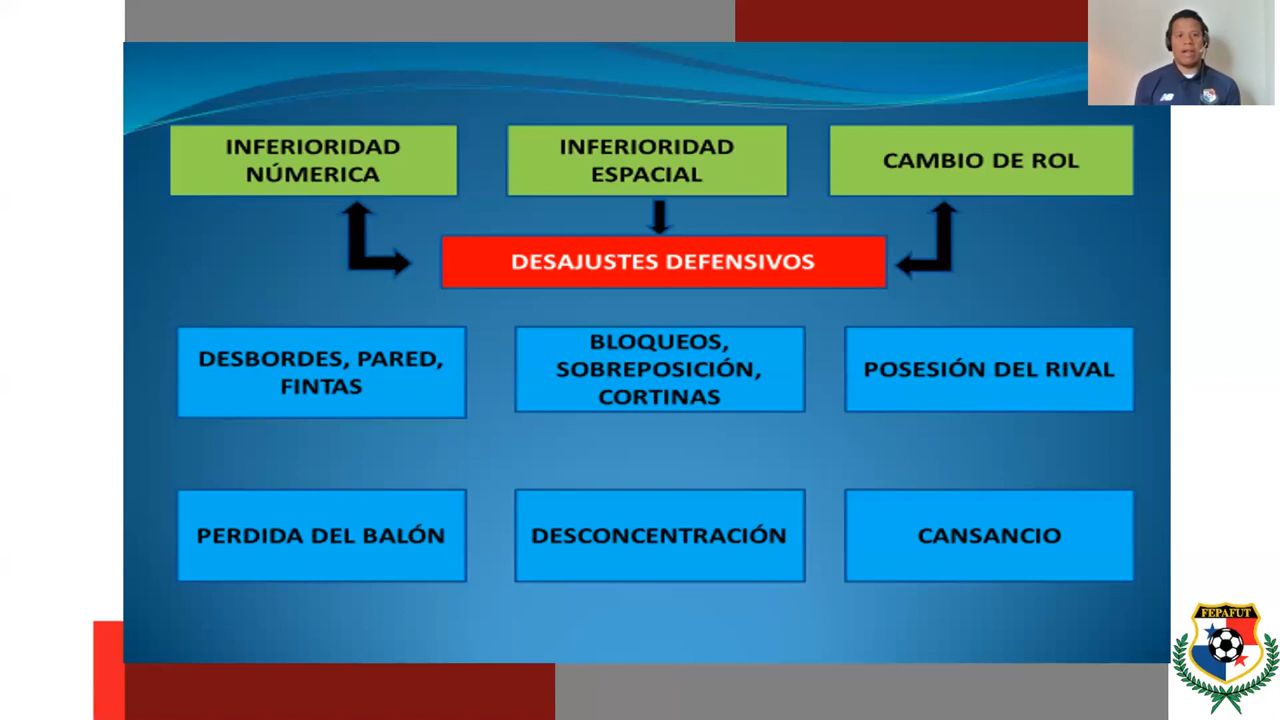 INFERIORIDAD
NÚMERICA
INFERIORIDAD
ESPACIAL
CAMBIO DE ROL
DESAJUSTES DEFENSIVOS
DESBORDES, PARED,
FINTAS
BLOQUEOS,
SOBREPOSICIÓN,
CORTINAS
POSESIÓN DEL RIVAL
PERDIDA DEL BALÓN
DESCONCENTRACIÓN
CANSANCIO
FEPAFUT